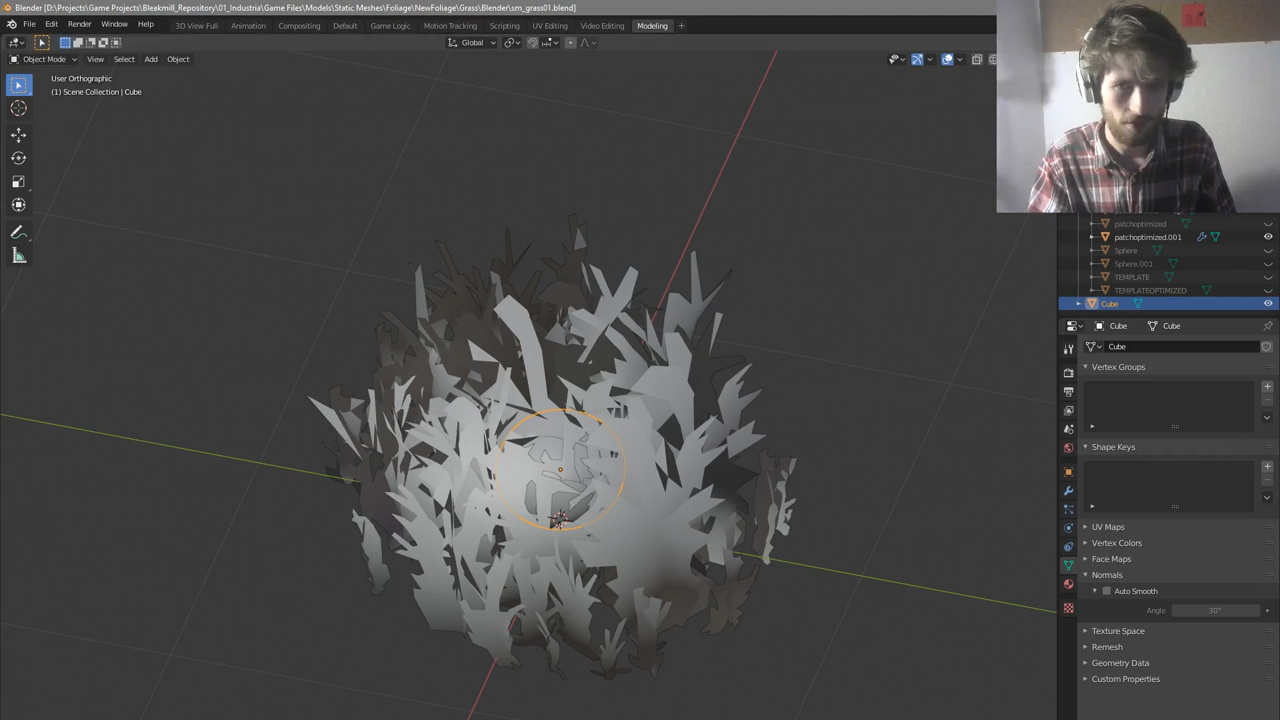 Blender [D:\Projects\Game Projects\Bleakmill_Repository\01_Industria\Game Files\Models\Static Meshes\Foliage\NewFoliage\Grass\Blender\sm_grass01.blend]
File Edit Render Window Help 3D View Full Animation Compositing Default Game Logic Motion Tracking Scripting UV Editing Video Editing Modeling +
Global
Object Mode View Select Add Object
User Orthographic
(1) Scene Collection | Cube
patchoptimized
patchoptimized.001
Sphere
Sphere.001
TEMPLATE
TEMPLATEOPTIMIZED
Cube
Cube Cube
Cube
Vertex Groups
Shape Keys
UV Maps
Vertex Colors
Face Maps
Normals
Auto Smooth
Angle 30°
Texture Space
Remesh
Geometry Data
Custom Properties